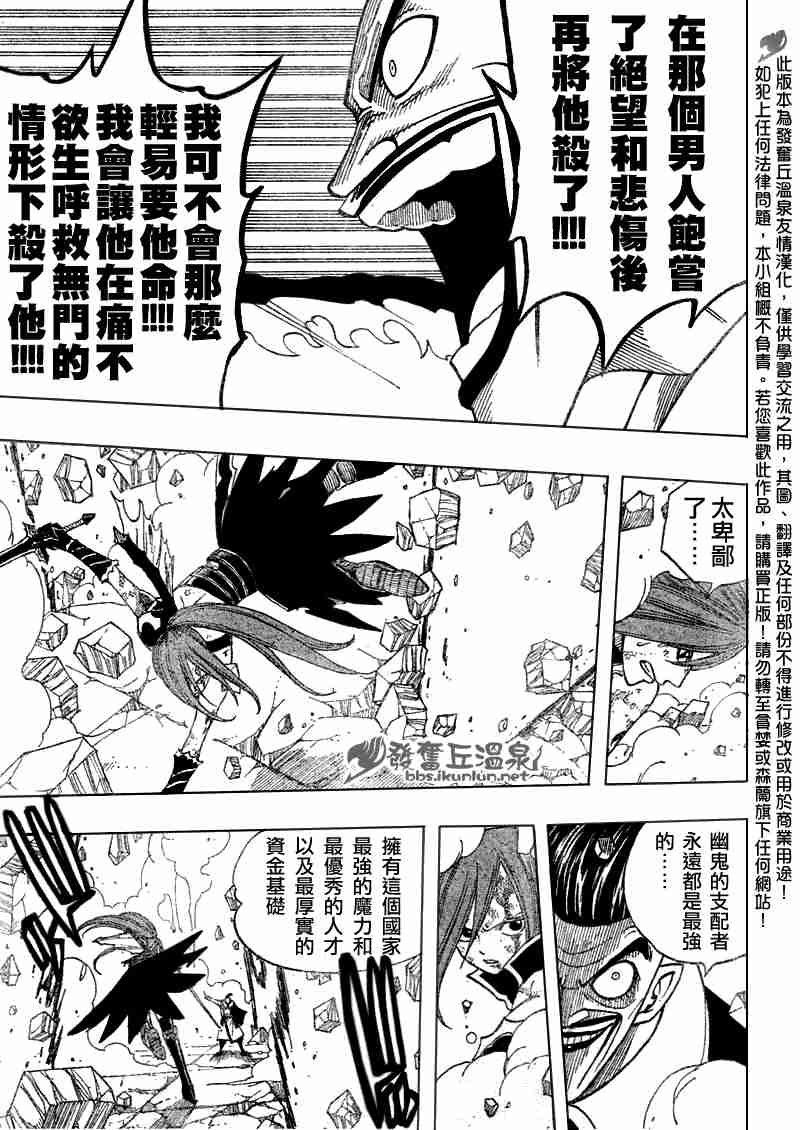 在那個男人飽嘗
了絕望和悲傷後
再將他殺了!!!!
我可不會那麼
輕易要他命!!!!
我會讓他在痛不
欲生呼救無門的
情形下殺了他!!!!
太卑鄙
了……
幽鬼的支配者
永遠都是最強
的……
擁有這個國家
最強的魔力和
最優秀的人才
以及最厚實的
資金基礎
發奮丘溫泉
bbs.ikunlun.net
此版本為發奮丘溫泉友情漢化，僅供學習交流之用，其圖、翻譯及任何部份不得進行修改或用於商業用途！
如犯上任何法律問題，本小組概不負責。若您喜歡此作品，請購買正版！請勿轉至貪婪或森蘭旗下任何網站！